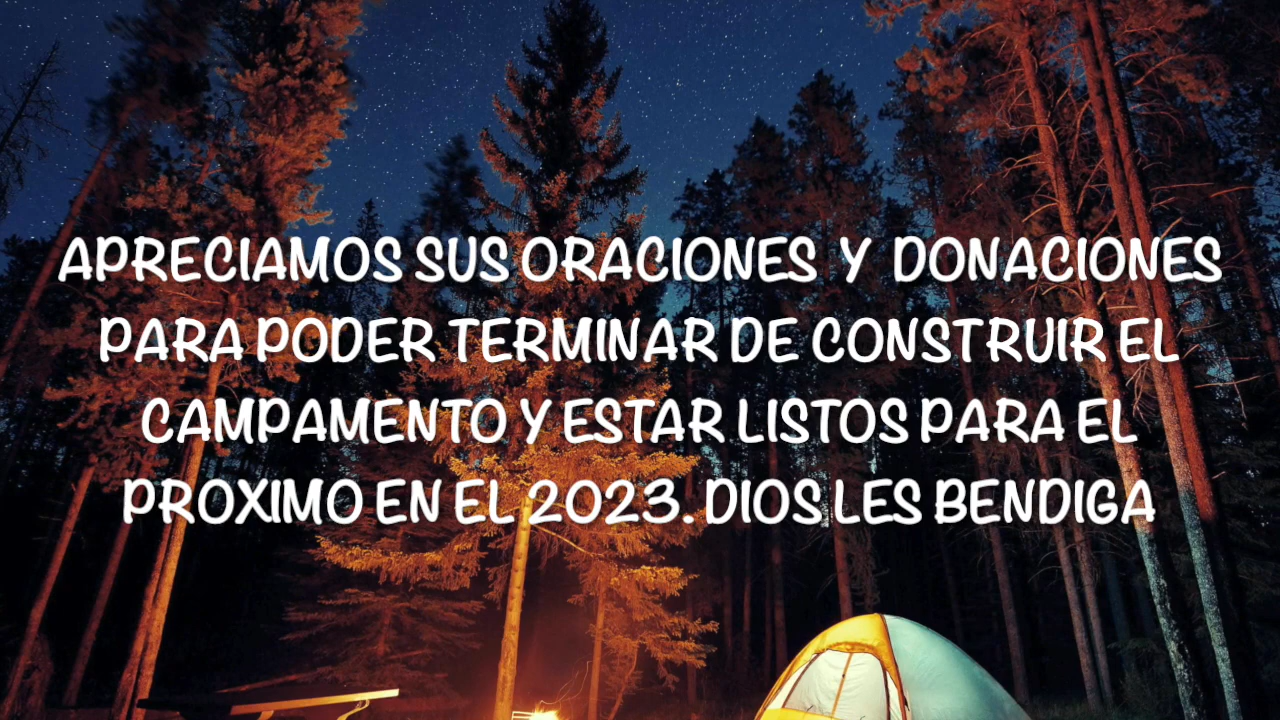 APRECIAMOS SUS ORACIONES Y DONACIONES
PARA PODER TERMINAR DE CONSTRUIR EL
CAMPAMENTO Y ESTAR LISTOS PARA EL
PROXIMO EN EL 2023. DIOS LES BENDIGA